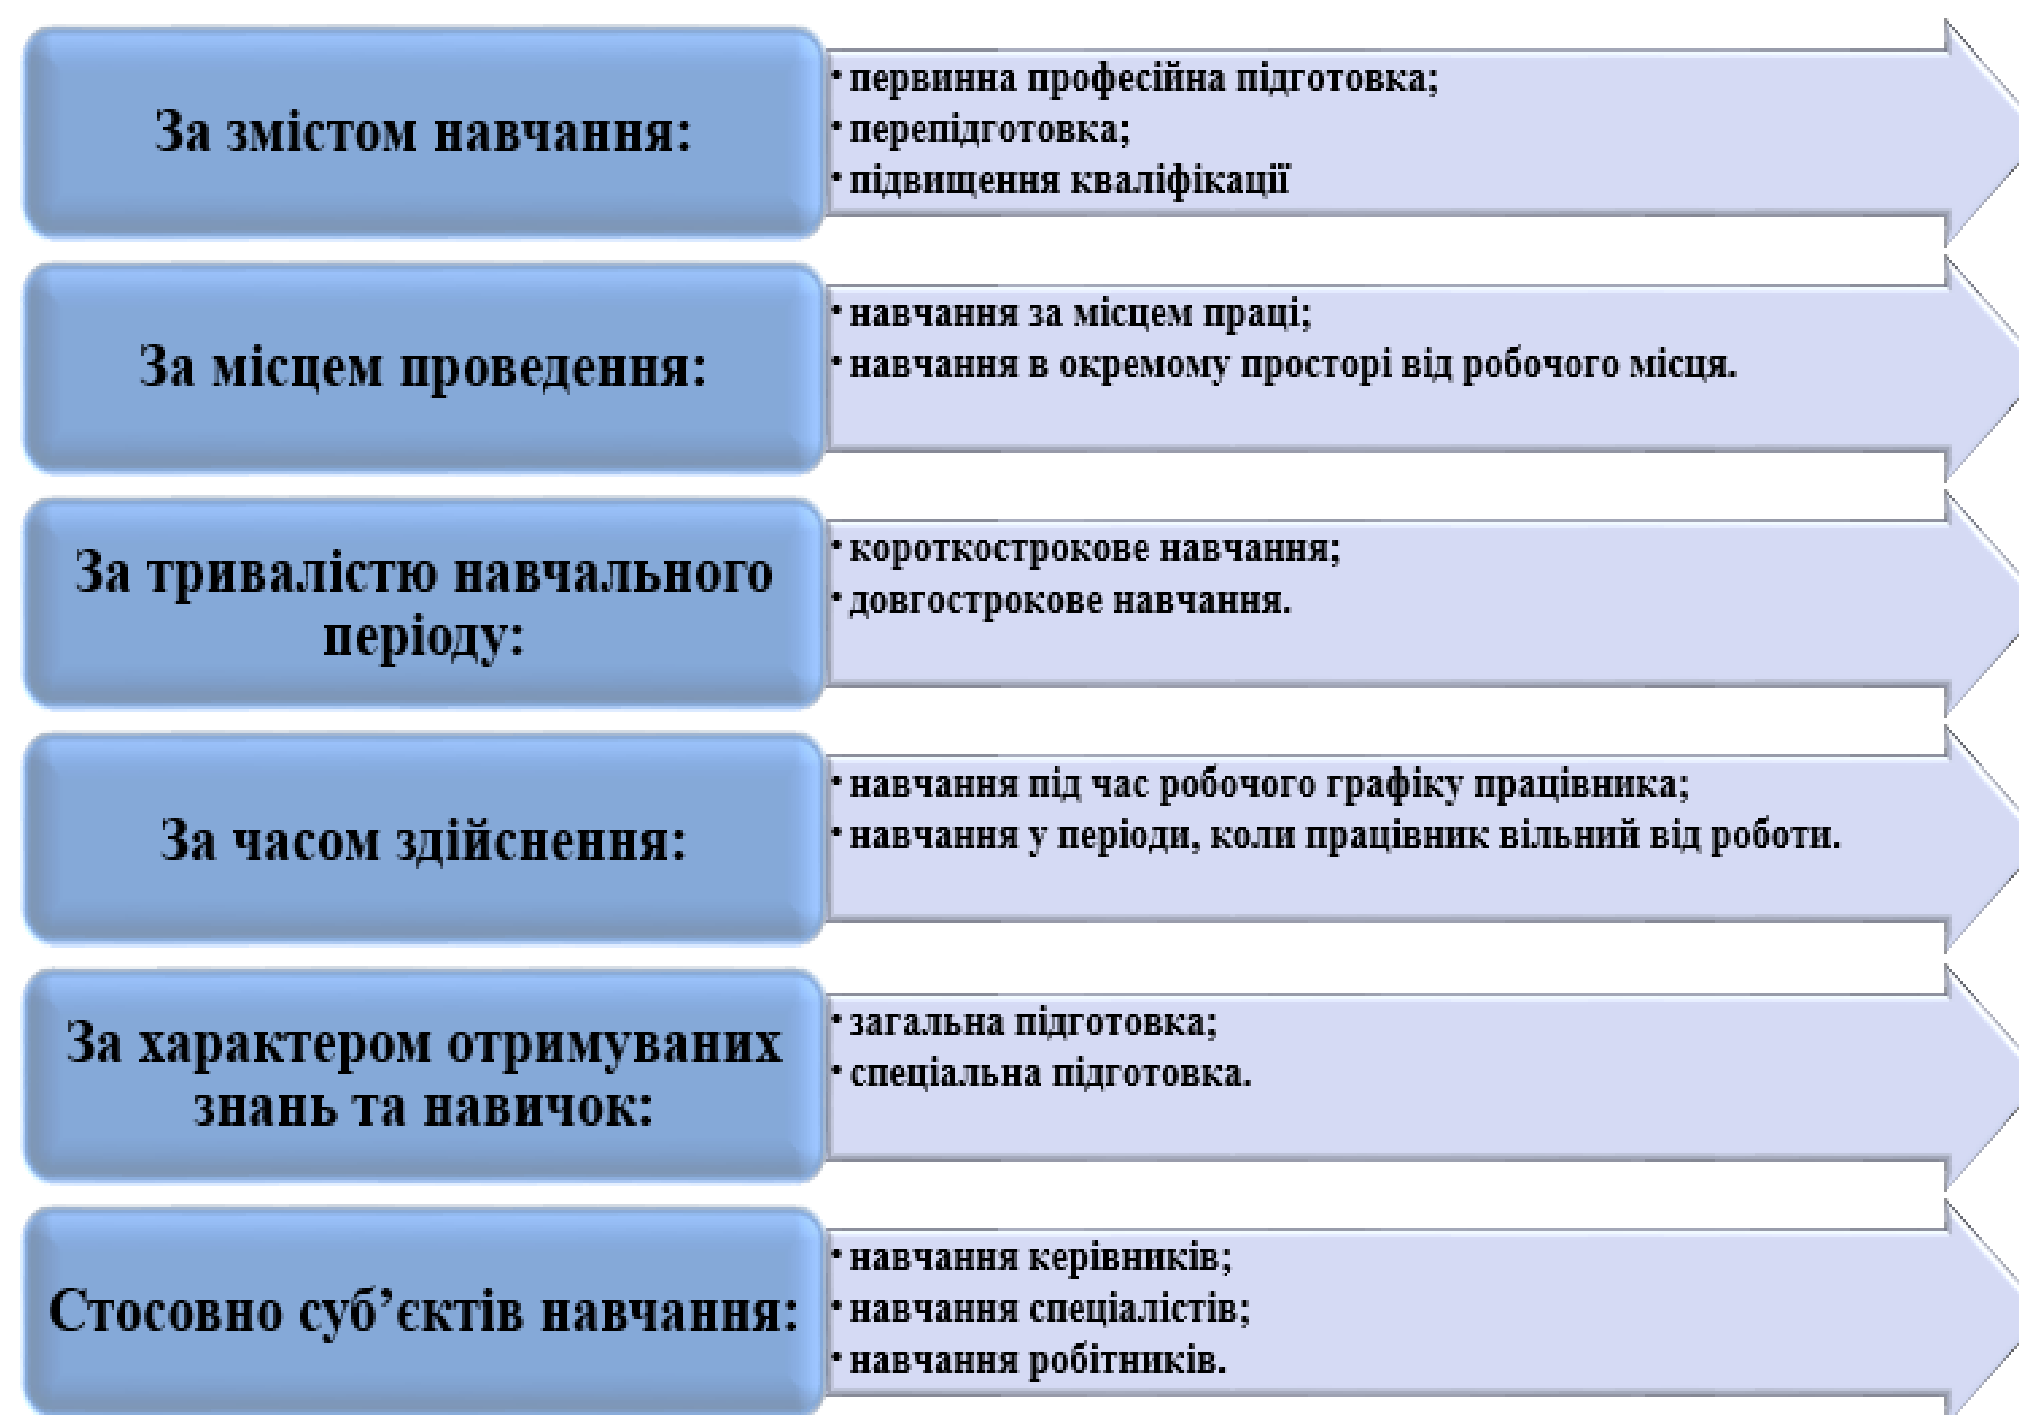 За змістом навчання:
• первинна професійна підготовка;
• перепідготовка;
• підвищення кваліфікації
За місцем проведення:
• навчання за місцем праці;
• навчання в окремому просторі від робочого місця.
За тривалістю навчального
періоду:
• короткострокове навчання;
• довгострокове навчання.
За часом здійснення:
• навчання під час робочого графіку працівника;
• навчання у періоди, коли працівник вільний від роботи.
За характером отримуваних
знань та навичок:
• загальна підготовка;
• спеціальна підготовка.
Стосовно суб’єктів навчання:
• навчання керівників;
• навчання спеціалістів;
• навчання робітників.